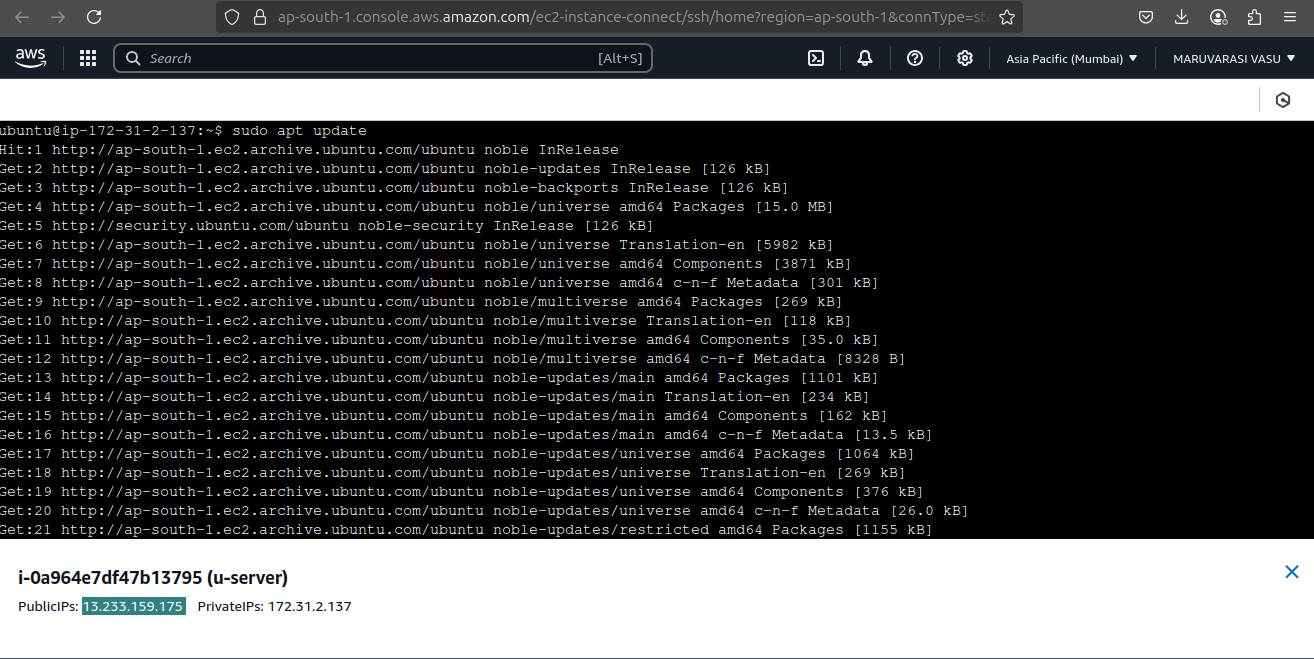 ap-south-1.console.aws.amazon.com/ec2-instance-connect/ssh/home?region=ap-south-1&connType=sta
aws Search [Alt+S] Asia Pacific (Mumbai) MARUVARASI VASU
ubuntu@ip-172-31-2-137:~$ sudo apt update
Hit:1 http://ap-south-1.ec2.archive.ubuntu.com/ubuntu noble InRelease
Get:2 http://ap-south-1.ec2.archive.ubuntu.com/ubuntu noble-updates InRelease [126 kB]
Get:3 http://ap-south-1.ec2.archive.ubuntu.com/ubuntu noble-backports InRelease [126 kB]
Get:4 http://ap-south-1.ec2.archive.ubuntu.com/ubuntu noble/universe amd64 Packages [15.0 MB]
Get:5 http://security.ubuntu.com/ubuntu noble-security InRelease [126 kB]
Get:6 http://ap-south-1.ec2.archive.ubuntu.com/ubuntu noble/universe Translation-en [5982 kB]
Get:7 http://ap-south-1.ec2.archive.ubuntu.com/ubuntu noble/universe amd64 Components [3871 kB]
Get:8 http://ap-south-1.ec2.archive.ubuntu.com/ubuntu noble/universe amd64 c-n-f Metadata [301 kB]
Get:9 http://ap-south-1.ec2.archive.ubuntu.com/ubuntu noble/multiverse amd64 Packages [269 kB]
Get:10 http://ap-south-1.ec2.archive.ubuntu.com/ubuntu noble/multiverse Translation-en [118 kB]
Get:11 http://ap-south-1.ec2.archive.ubuntu.com/ubuntu noble/multiverse amd64 Components [35.0 kB]
Get:12 http://ap-south-1.ec2.archive.ubuntu.com/ubuntu noble/multiverse amd64 c-n-f Metadata [8328 B]
Get:13 http://ap-south-1.ec2.archive.ubuntu.com/ubuntu noble-updates/main amd64 Packages [1101 kB]
Get:14 http://ap-south-1.ec2.archive.ubuntu.com/ubuntu noble-updates/main Translation-en [234 kB]
Get:15 http://ap-south-1.ec2.archive.ubuntu.com/ubuntu noble-updates/main amd64 Components [162 kB]
Get:16 http://ap-south-1.ec2.archive.ubuntu.com/ubuntu noble-updates/main amd64 c-n-f Metadata [13.5 kB]
Get:17 http://ap-south-1.ec2.archive.ubuntu.com/ubuntu noble-updates/universe amd64 Packages [1064 kB]
Get:18 http://ap-south-1.ec2.archive.ubuntu.com/ubuntu noble-updates/universe Translation-en [269 kB]
Get:19 http://ap-south-1.ec2.archive.ubuntu.com/ubuntu noble-updates/universe amd64 Components [376 kB]
Get:20 http://ap-south-1.ec2.archive.ubuntu.com/ubuntu noble-updates/universe amd64 c-n-f Metadata [26.0 kB]
Get:21 http://ap-south-1.ec2.archive.ubuntu.com/ubuntu noble-updates/restricted amd64 Packages [1155 kB]
i-0a964e7df47b13795 (u-server)
PublicIPs: 13.233.159.175 PrivateIPs: 172.31.2.137